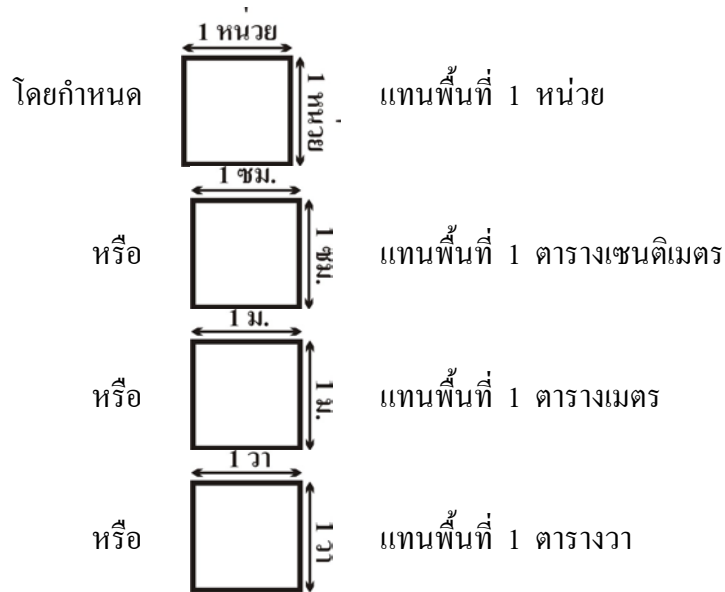 1 หน่วย
โดยกำหนด 1 หน่วย แทนพื้นที่ 1 หน่วย
1 ซม.
หรือ 1 ซม. แทนพื้นที่ 1 ตารางเซนติเมตร
1 ม.
หรือ 1 ม. แทนพื้นที่ 1 ตารางเมตร
1 วา
หรือ 1 วา แทนพื้นที่ 1 ตารางวา